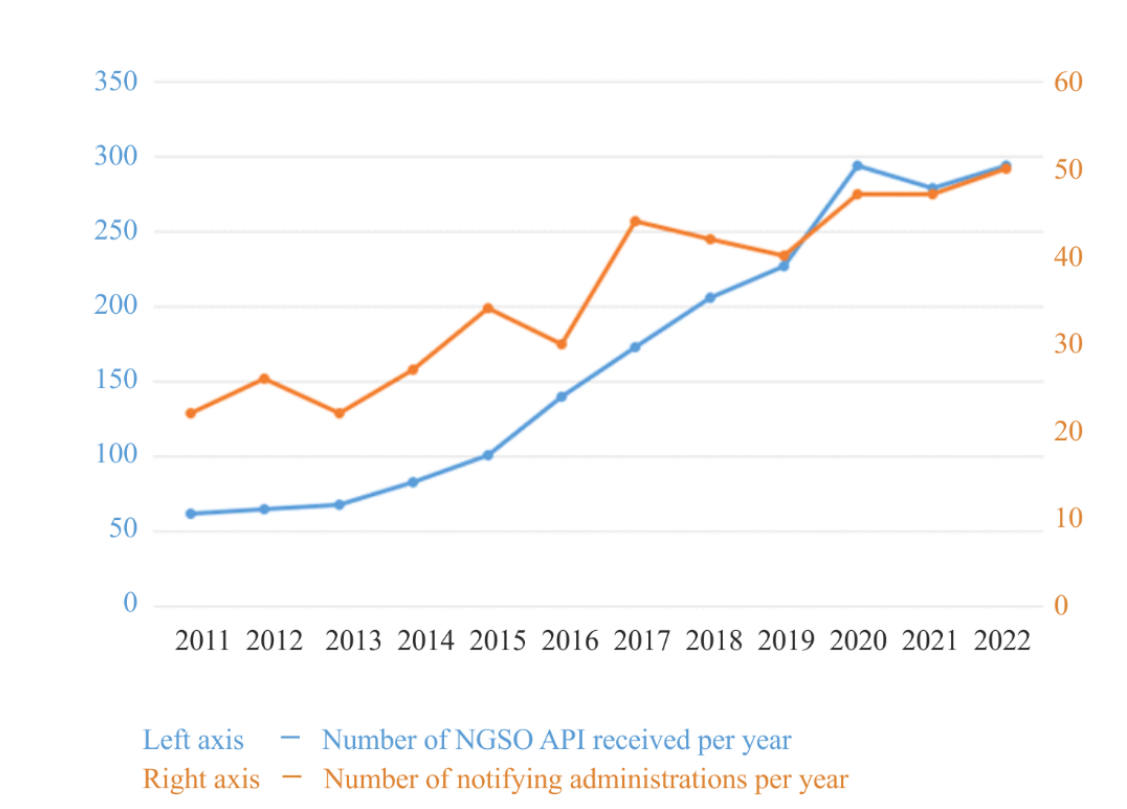 350 60
300 50
250 40
200 30
150 20
100 10
50
0 0
2011 2012 2013 2014 2015 2016 2017 2018 2019 2020 2021 2022
Left axis – Number of NGSO API received per year
Right axis – Number of notifying administrations per year